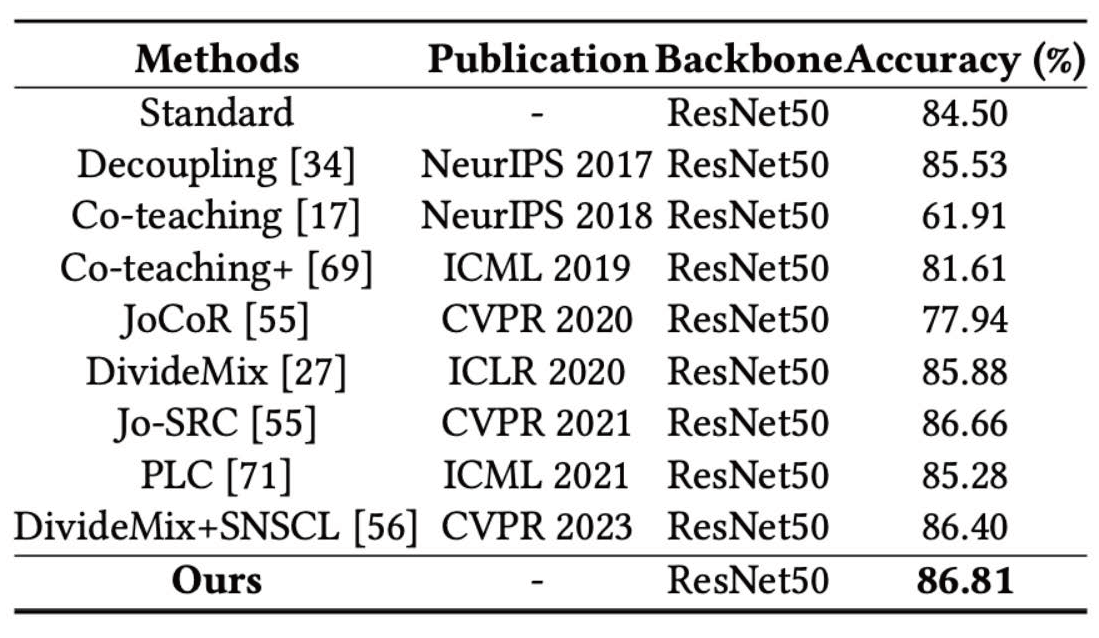 Methods Publication Backbone Accuracy (%)
Standard - ResNet50 84.50
Decoupling [34] NeurIPS 2017 ResNet50 85.53
Co-teaching [17] NeurIPS 2018 ResNet50 61.91
Co-teaching+ [69] ICML 2019 ResNet50 81.61
JoCoR [55] CVPR 2020 ResNet50 77.94
DivideMix [27] ICLR 2020 ResNet50 85.88
Jo-SRC [55] CVPR 2021 ResNet50 86.66
PLC [71] ICML 2021 ResNet50 85.28
DivideMix+SNSCL [56] CVPR 2023 ResNet50 86.40
Ours - ResNet50 86.81